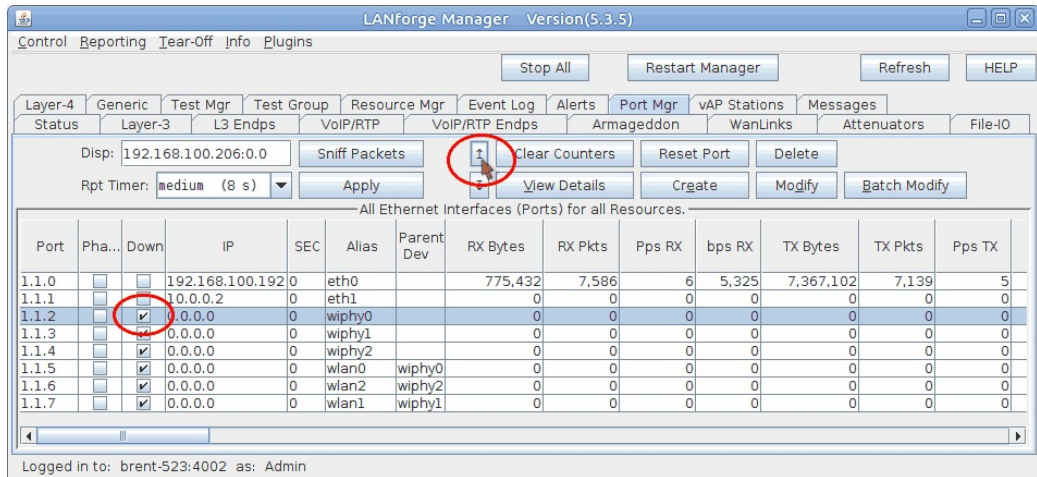 LANforge Manager Version(5.3.5)
Control Reporting Tear-Off Info Plugins
Stop All Restart Manager Refresh HELP
Layer-4 Generic Test Mgr Test Group Resource Mgr Event Log Alerts Port Mgr vAP Stations Messages
Status Layer-3 L3 Endps VoIP/RTP VoIP/RTP Endps Armageddon WanLinks Attenuators File-IO
Disp: 192.168.100.206:0.0 Sniff Packets Clear Counters Reset Port Delete
Rpt Timer: medium (8 s) Apply View Details Create Modify Batch Modify
All Ethernet Interfaces (Ports) for all Resources.
Port Pha... Down IP SEC Alias Parent Dev RX Bytes RX Pkts Pps RX bps RX TX Bytes TX Pkts Pps TX
1.1.0 192.168.100.192 0 eth0 775,432 7,586 6 5,325 7,367,102 7,139 5
1.1.1 10.0.0.2 0 eth1 0 0 0 0 0 0 0
1.1.2 0.0.0.0 0 wiphy0 0 0 0 0 0 0 0
1.1.3 0.0.0.0 0 wiphy1 0 0 0 0 0 0 0
1.1.4 0.0.0.0 0 wiphy2 0 0 0 0 0 0 0
1.1.5 0.0.0.0 0 wlan0 wiphy0 0 0 0 0 0 0 0
1.1.6 0.0.0.0 0 wlan2 wiphy2 0 0 0 0 0 0 0
1.1.7 0.0.0.0 0 wlan1 wiphy1 0 0 0 0 0 0 0
Logged in to: brent-523:4002 as: Admin